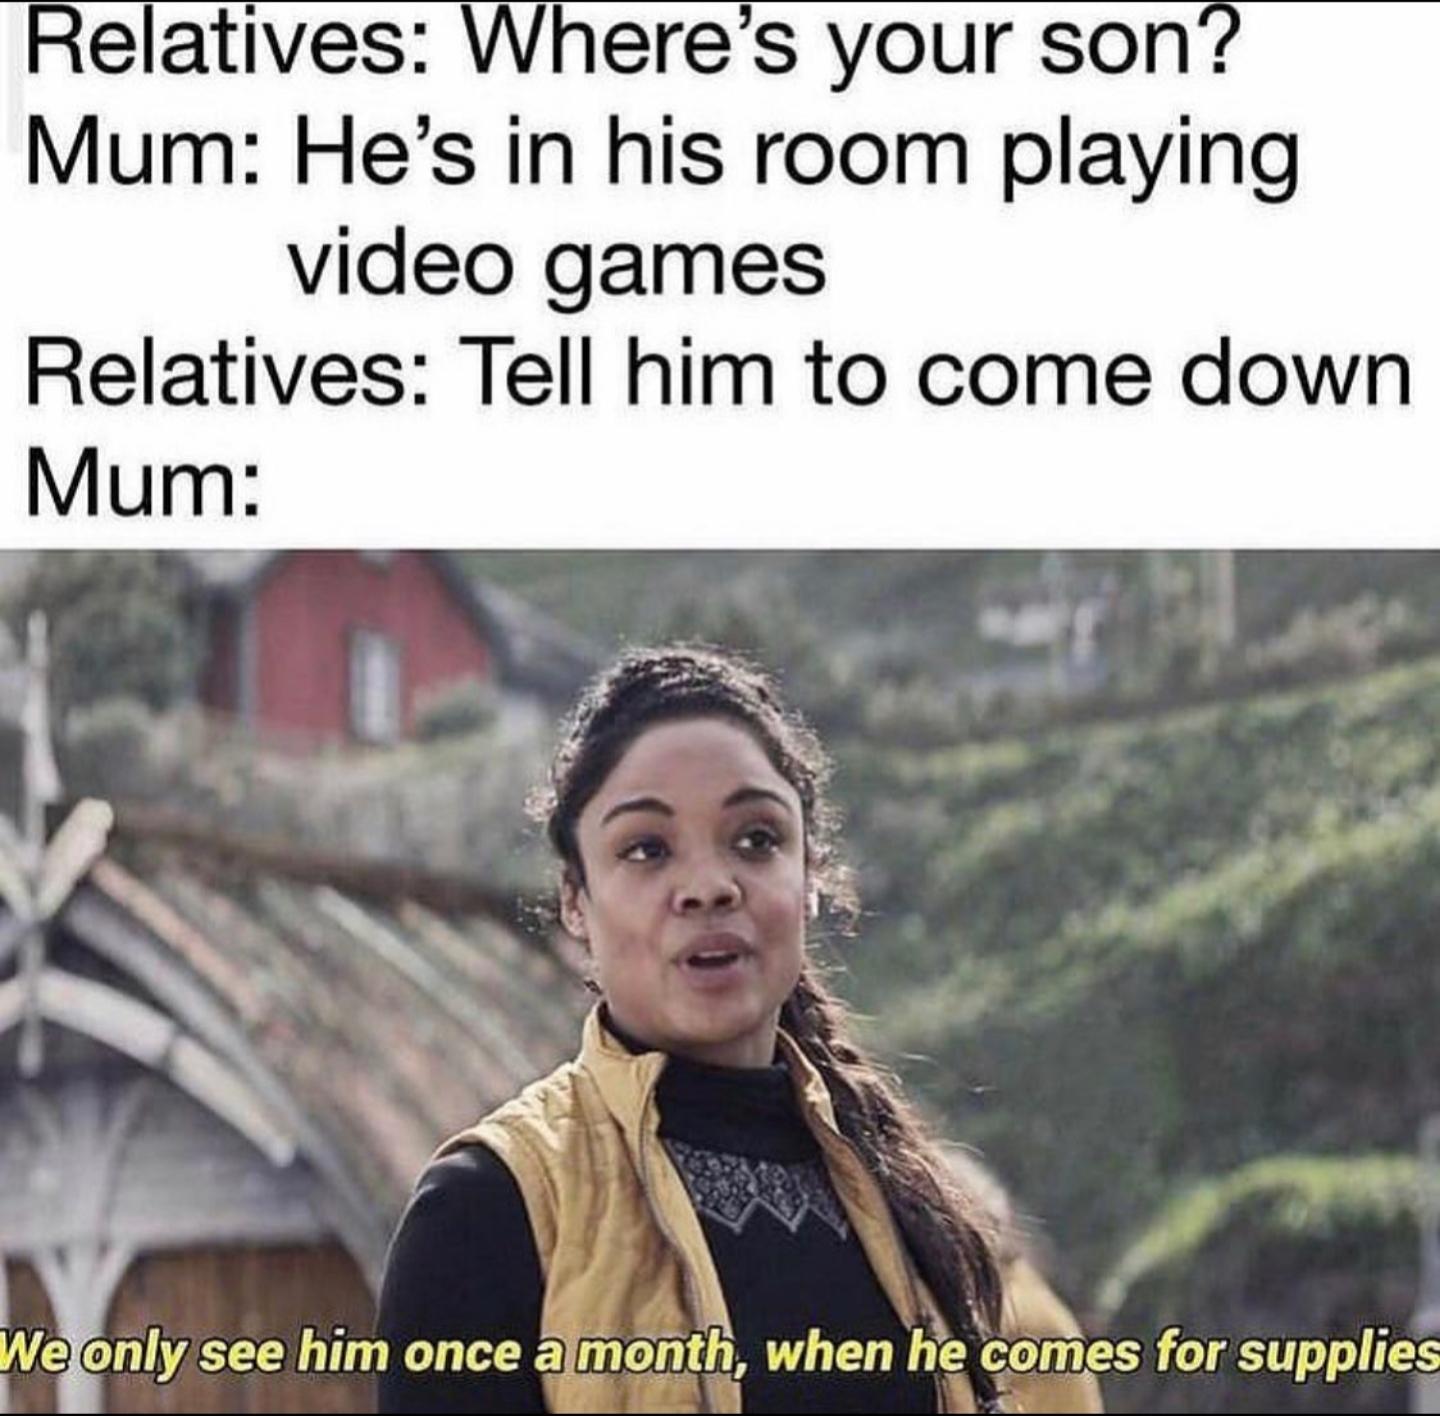 Relatives: Where’s your son?
Mum: He’s in his room playing
video games
Relatives: Tell him to come down
Mum:
We only see him once a month, when he comes for supplies